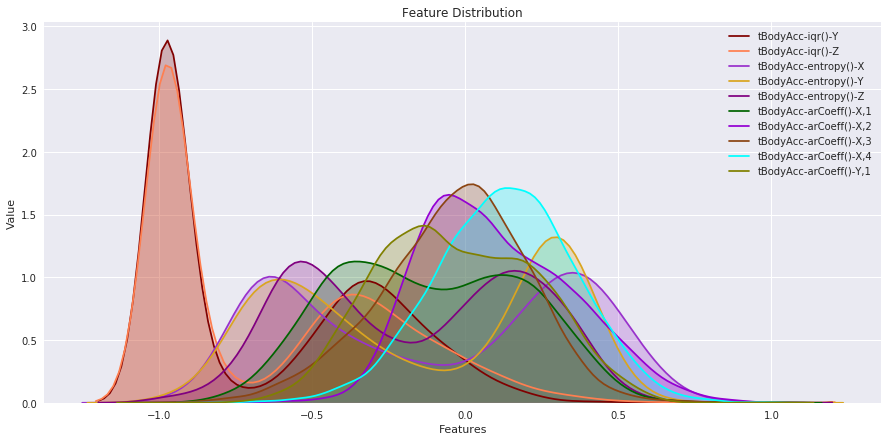 Feature Distribution
3.0
2.5
2.0
1.5
1.0
0.5
0.0
Value
tBodyAcc-iqr()-Y
tBodyAcc-iqr()-Z
tBodyAcc-entropy()-X
tBodyAcc-entropy()-Y
tBodyAcc-entropy()-Z
tBodyAcc-arCoeff()-X,1
tBodyAcc-arCoeff()-X,2
tBodyAcc-arCoeff()-X,3
tBodyAcc-arCoeff()-X,4
tBodyAcc-arCoeff()-Y,1
−1.0 −0.5 0.0 0.5 1.0
Features